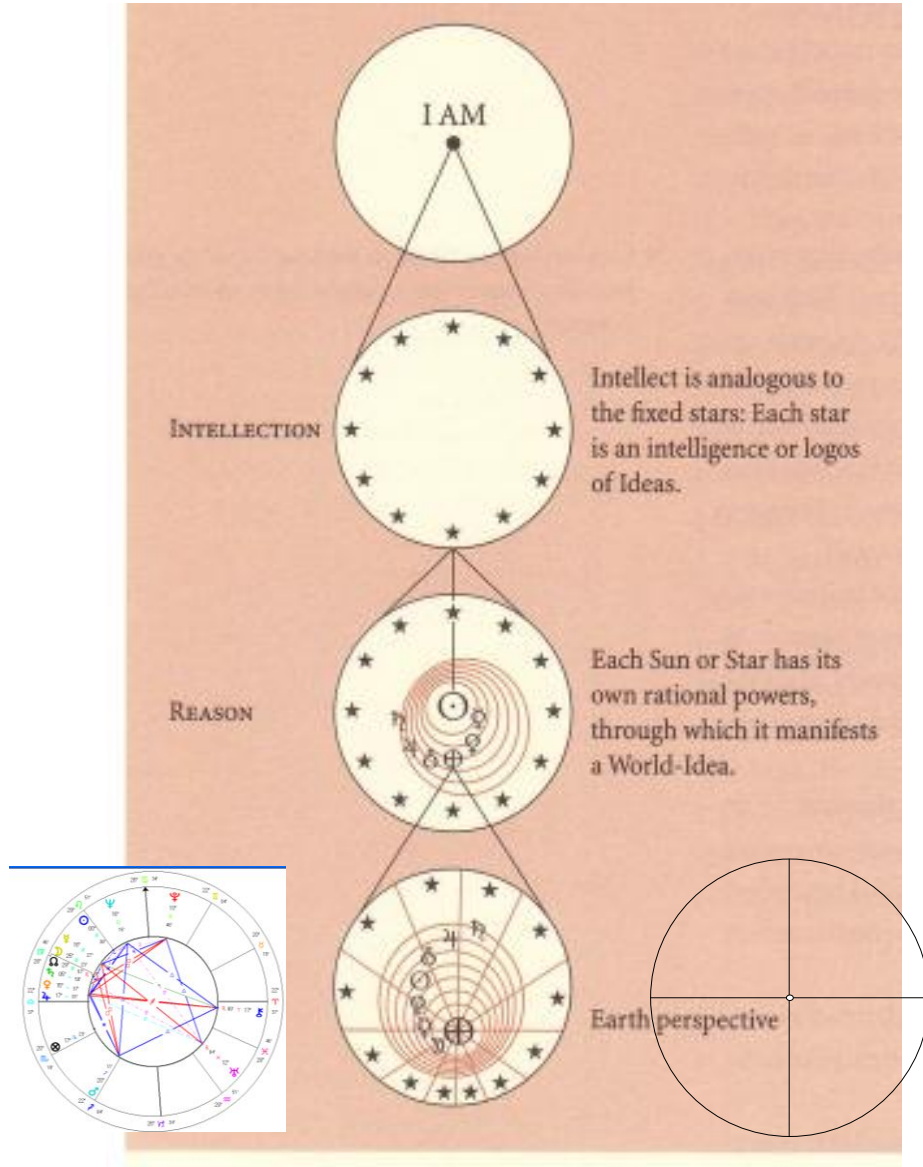 I AM
INTELLECTION
Intellect is analogous to
the fixed stars: Each star
is an intelligence or logos
of Ideas.
REASON
Each Sun or Star has its
own rational powers,
through which it manifests
a World-Idea.
Earth perspective